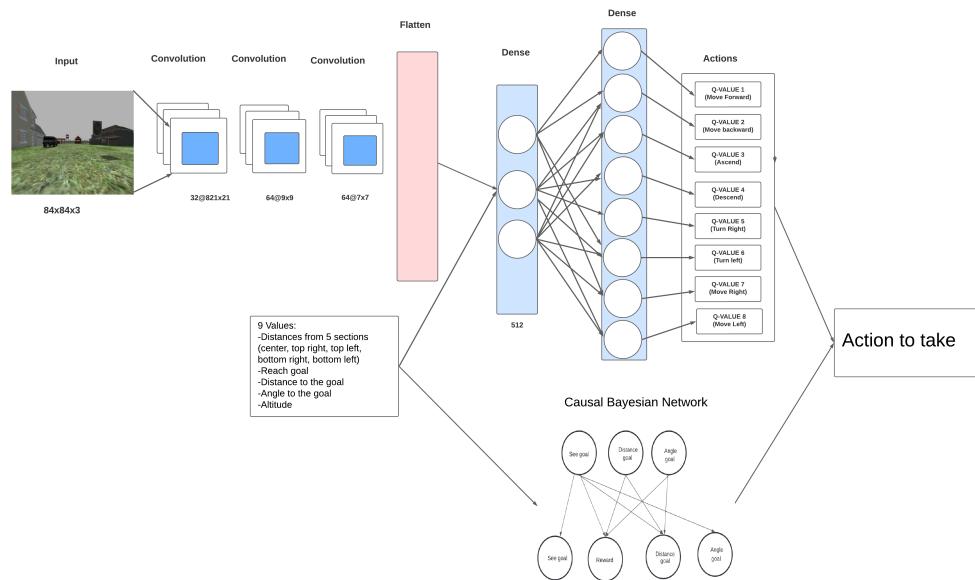 Input
Convolution
Convolution
Convolution
Flatten
Dense
Dense
Actions
84x84x3
32@821x21
64@9x9
64@7x7
512
Q-VALUE 1
(Move Forward)
Q-VALUE 2
(Move backward)
Q-VALUE 3
(Ascend)
Q-VALUE 4
(Descend)
Q-VALUE 5
(Turn Right)
Q-VALUE 6
(Turn left)
Q-VALUE 7
(Move Right)
Q-VALUE 8
(Move Left)
9 Values:
-Distances from 5 sections
(center, top right, top left,
bottom right, bottom left)
-Reach goal
-Distance to the goal
-Angle to the goal
-Altitude
Action to take
Causal Bayesian Network
See goal
Distance
goal
Angle
goal
See goal
Reward
Distance
goal
Angle
goal